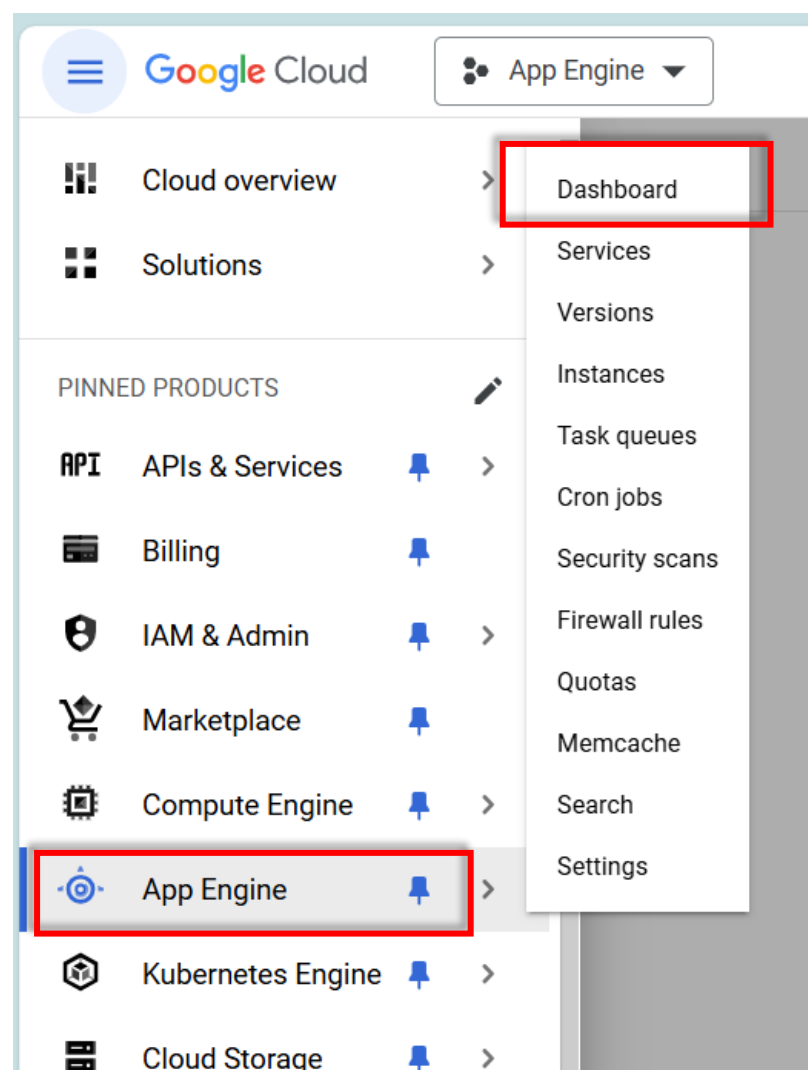 Google Cloud
App Engine
Cloud overview
Solutions
PINNED PRODUCTS
API APIs & Services
Billing
IAM & Admin
Marketplace
Compute Engine
App Engine
Kubernetes Engine
Cloud Storage
Dashboard
Services
Versions
Instances
Task queues
Cron jobs
Security scans
Firewall rules
Quotas
Memcache
Search
Settings